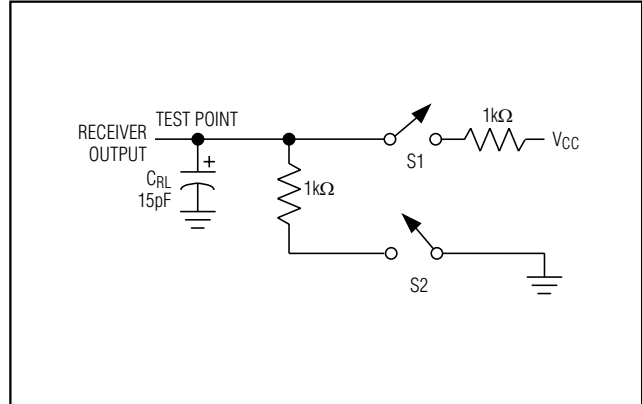 TEST POINT
RECEIVER
OUTPUT
1kΩ
V_CC
S1
+
C_RL
15pF
1kΩ
S2